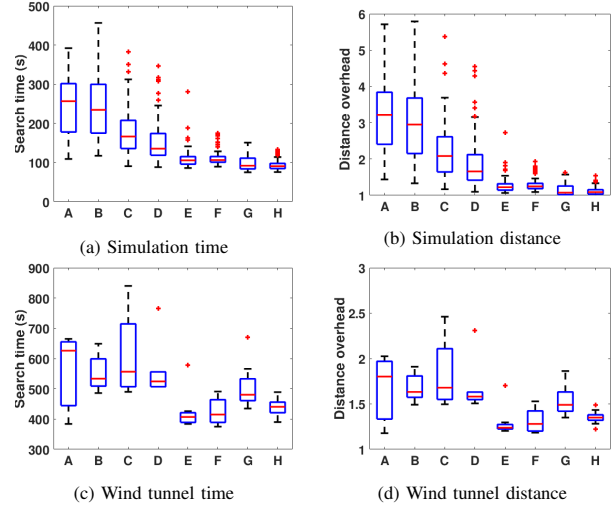 500
400
300
200
100
0
Search time (s)
A B C D E F G H
(a) Simulation time
6
5
4
3
2
1
Distance overhead
A B C D E F G H
(b) Simulation distance
900
800
700
600
500
400
300
Search time (s)
A B C D E F G H
(c) Wind tunnel time
3
2.5
2
1.5
1
Distance overhead
A B C D E F G H
(d) Wind tunnel distance